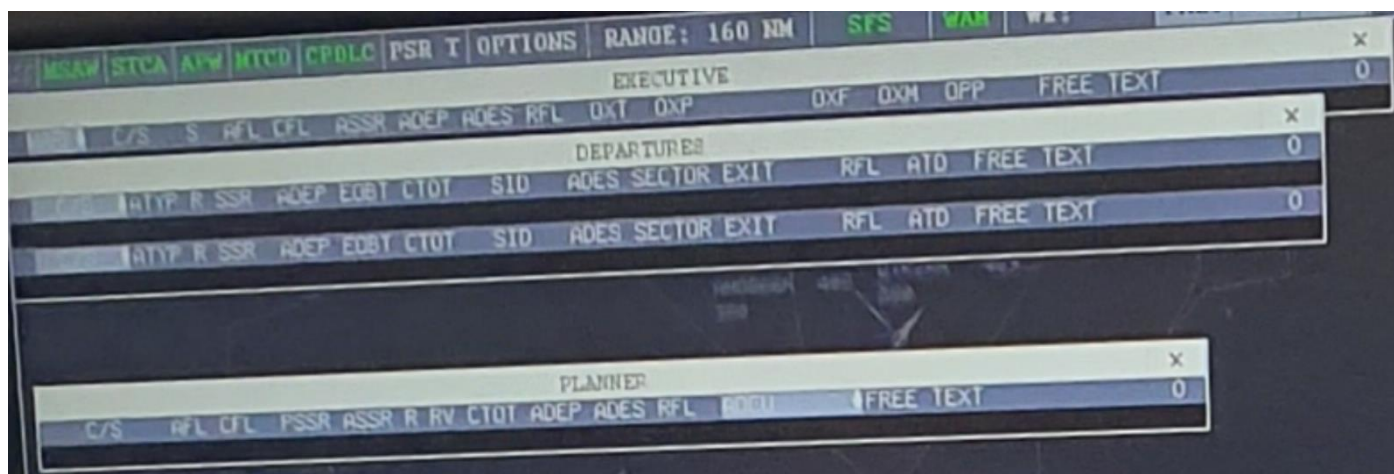 MSAW STCA APW MTCD CPDLC PSR T OPTIONS RANGE: 160 NM SFS WAM
EXECUTIVE X
C/S S AFL CFL ASSR ADEP ADES RFL OXT OXP OXF OXM OPP FREE TEXT 0
DEPARTURES X
ATYP R SSR ADEP EOBT CTOT SID ADES SECTOR EXIT RFL ATD FREE TEXT 0
ATYP R SSR ADEP EOBT CTOT SID ADES SECTOR EXIT RFL ATD FREE TEXT 0
PLANNER X
C/S AFL CFL PSSR ASSR R RV CTOT ADEP ADES RFL FREE TEXT 0